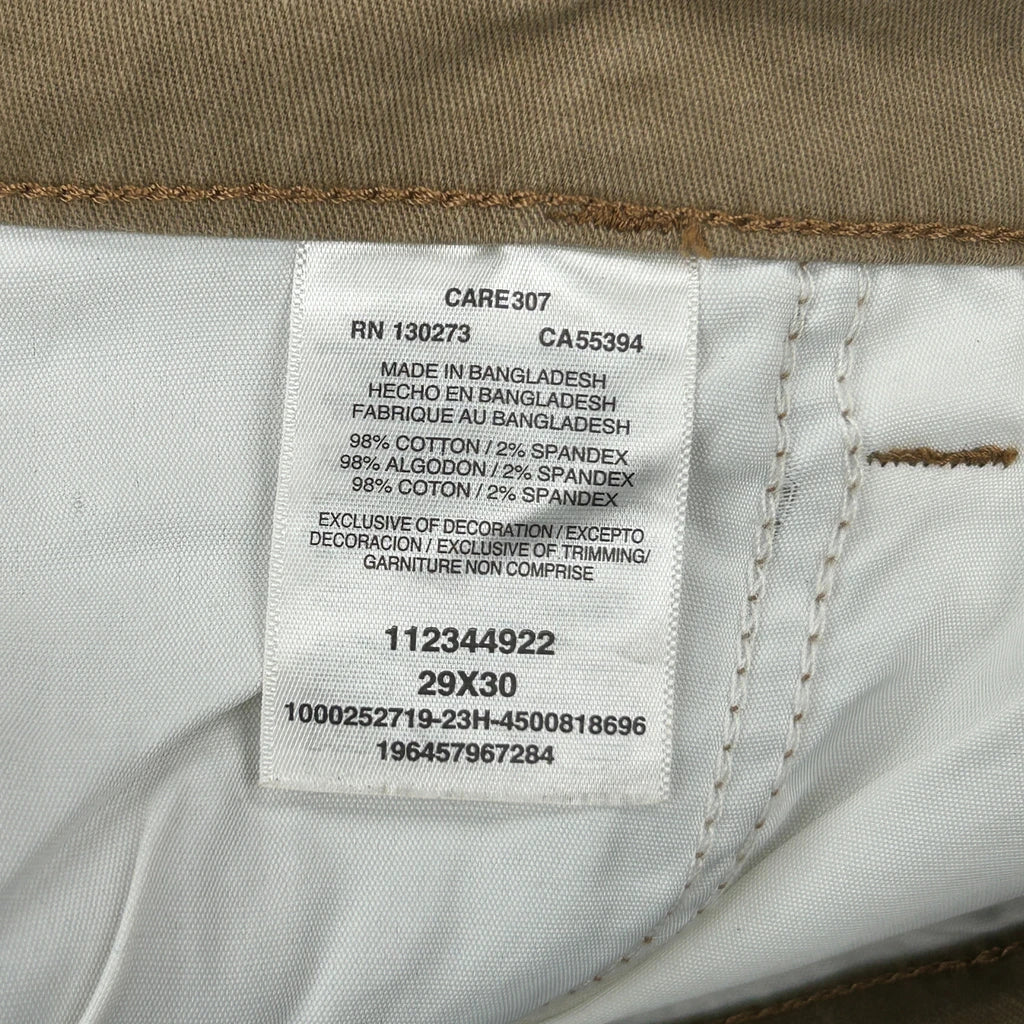 CARE307
RN 130273 CA55394
MADE IN BANGLADESH
HECHO EN BANGLADESH
FABRIQUE AU BANGLADESH
98% COTTON / 2% SPANDEX
98% ALGODON / 2% SPANDEX
98% COTON / 2% SPANDEX
EXCLUSIVE OF DECORATION / EXCEPTO
DECORACION / EXCLUSIVE OF TRIMMING/
GARNITURE NON COMPRISE
112344922
29X30
1000252719-23H-4500818696
196457967284